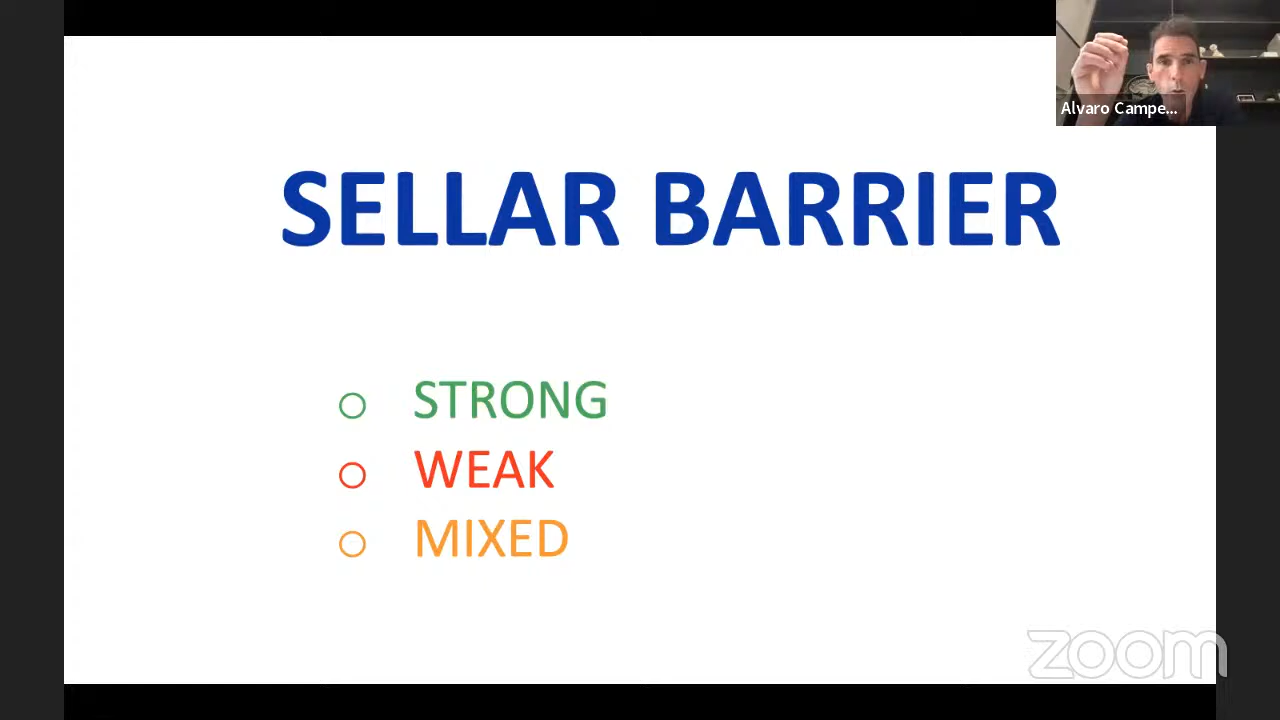 Alvaro Campe...
SELLAR BARRIER
STRONG
WEAK
MIXED
zoom